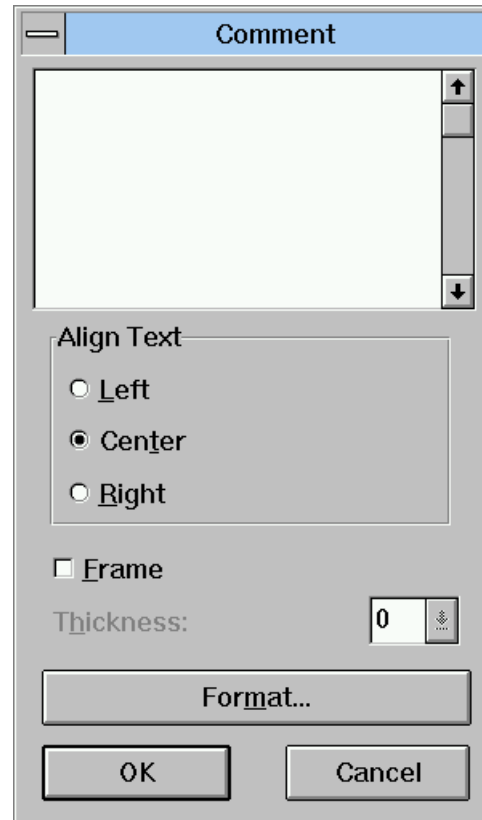 Comment
Align Text
Left
Center
Right
Frame
Thickness:
0
Format...
OK
Cancel